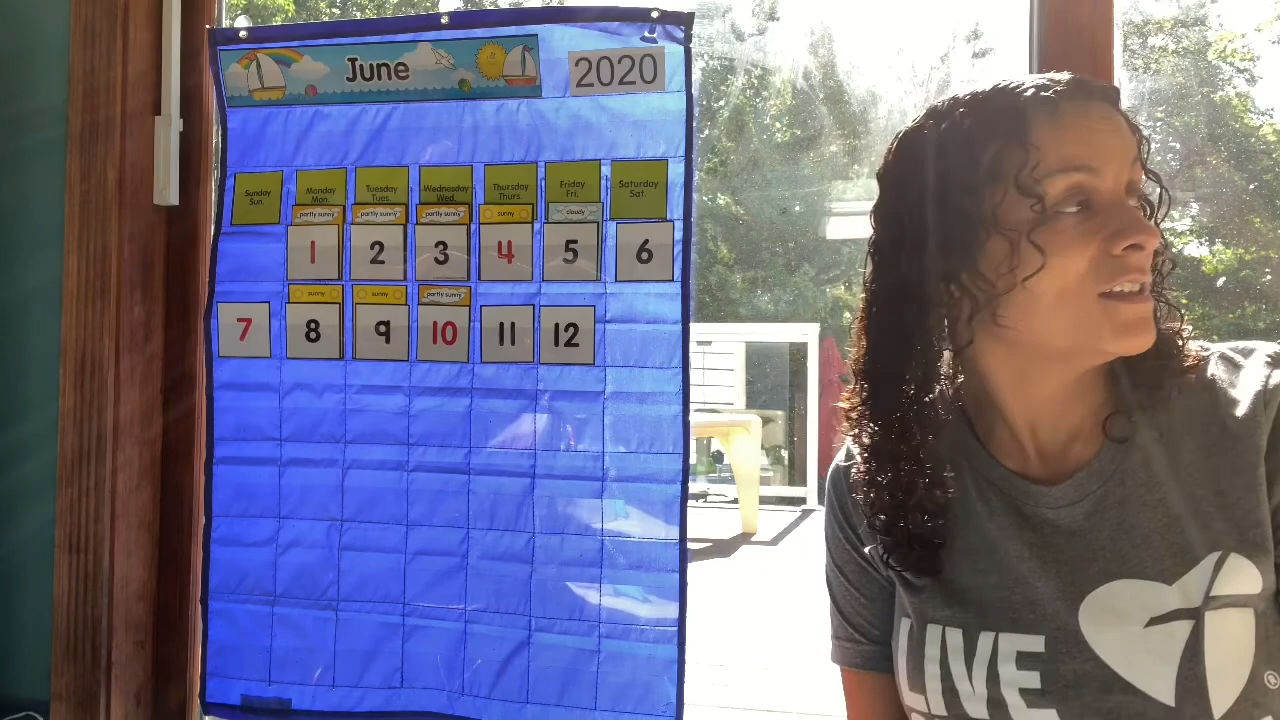 June
2020
Sunday Sun.
Monday Mon.
Tuesday Tues.
Wednesday Wed.
Thursday Thurs
Friday Fri.
Saturday Sat.
partly sunny partly sunny partly sunny sunny cloudy
1 2 3 4 5 6
sunny sunny partly sunny
7 8 9 10 11 12
LIVE
®